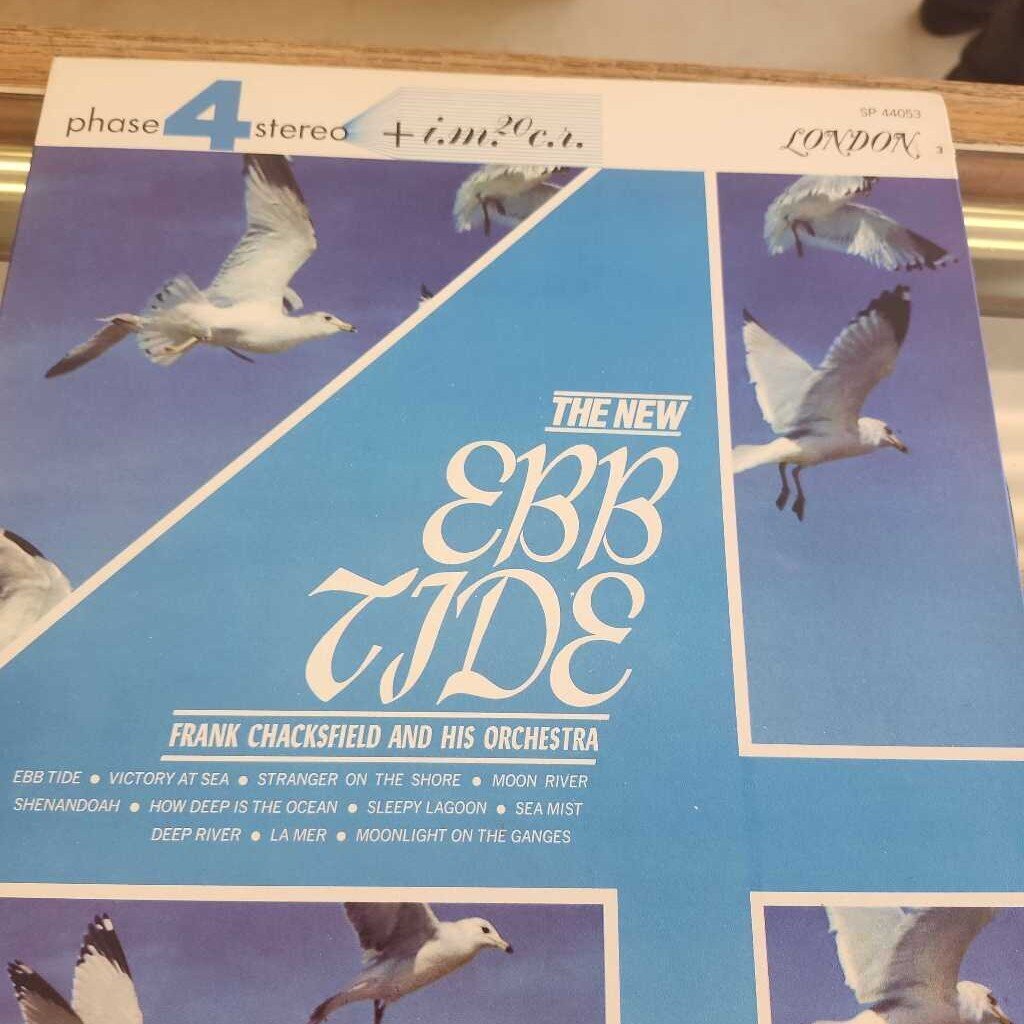 phase 4 stereo + i.m. 20 c.r.
SP 44053
LONDON 3
THE NEW
EBB
TIDE
FRANK CHACKSFIELD AND HIS ORCHESTRA
EBB TIDE ● VICTORY AT SEA ● STRANGER ON THE SHORE ● MOON RIVER
SHENANDOAH ● HOW DEEP IS THE OCEAN ● SLEEPY LAGOON ● SEA MIST
DEEP RIVER ● LA MER ● MOONLIGHT ON THE GANGES